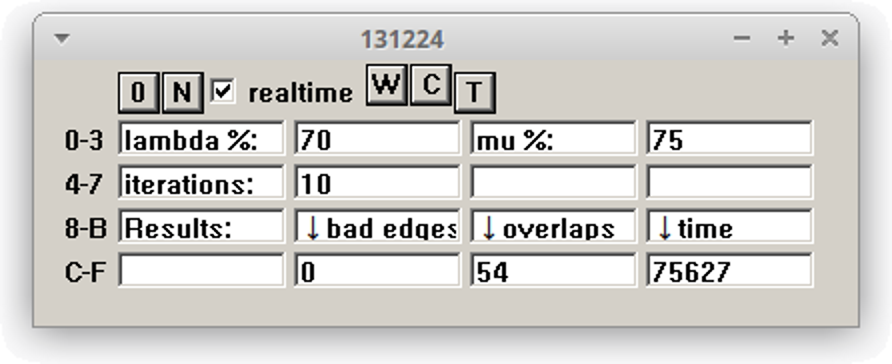 131224
0 N realtime W C T
0-3 lambda %: 70 mu %: 75
4-7 iterations: 10
8-B Results: ↓bad edges ↓overlaps ↓time
C-F 0 54 75627